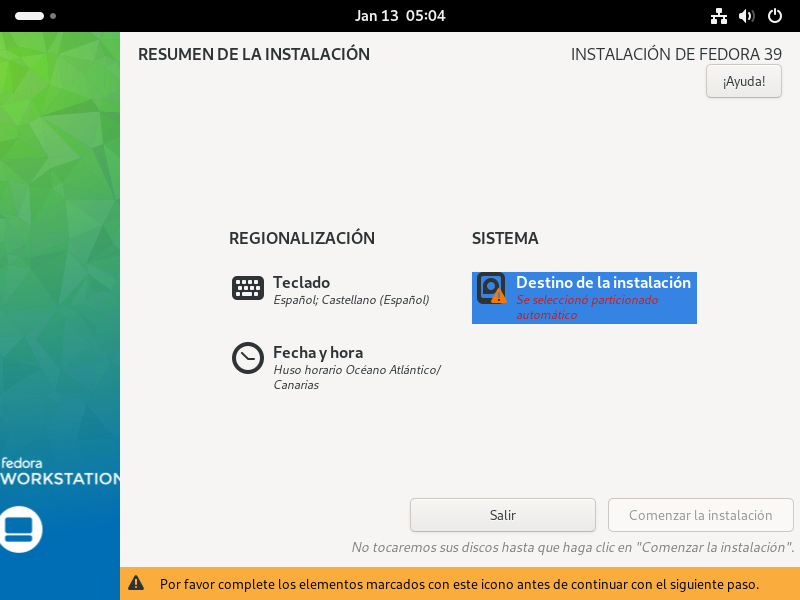 Jan 13 05:04
RESUMEN DE LA INSTALACIÓN
INSTALACIÓN DE FEDORA 39
¡Ayuda!
REGIONALIZACIÓN
Teclado
Español; Castellano (Español)
Fecha y hora
Huso horario Océano Atlántico/
Canarias
SISTEMA
Destino de la instalación
Se seleccionó particionado
automático
fedora
WORKSTATION
Salir
Comenzar la instalación
No tocaremos sus discos hasta que haga clic en "Comenzar la instalación".
Por favor complete los elementos marcados con este icono antes de continuar con el siguiente paso.